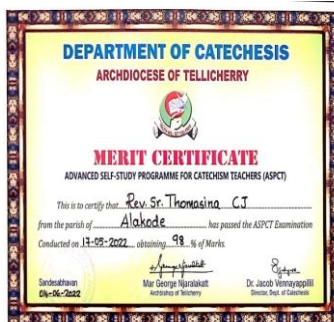 DEPARTMENT OF CATECHESIS
ARCHDIOCESE OF TELLICHERRY
MERIT CERTIFICATE
ADVANCED SELF-STUDY PROGRAMME FOR CATECHISM TEACHERS (ASPCT)
This is to certify that Rev. Sr. Thomasina CJ
from the parish of Alakode has passed the ASPCT Examination
Conducted on 17-05-2022 obtaining 98 % of Marks.
Sandesabhavan
04-06-2022
Mar George Njaralakatt
Archbishop of Tellicherry
Dr. Jacob Vennayappillil
Director, Dept. of Catechesis